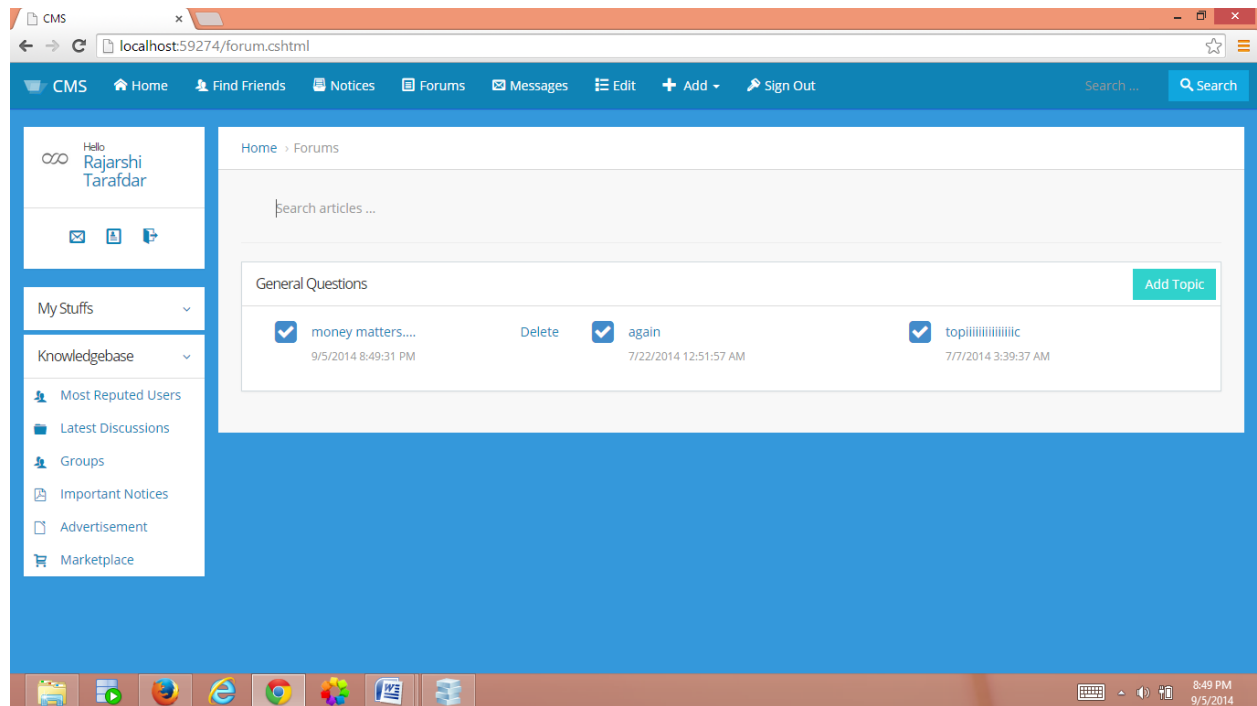 CMS
localhost:59274/forum.cshtml
CMS Home Find Friends Notices Forums Messages Edit Add Sign Out Search ... Search
Hello
Rajarshi
Tarafdar
Home › Forums
Search articles ...
General Questions Add Topic
money matters.... Delete again topiiiiiiiiiiiiiiic
9/5/2014 8:49:31 PM 7/22/2014 12:51:57 AM 7/7/2014 3:39:37 AM
My Stuffs
Knowledgebase
Most Reputed Users
Latest Discussions
Groups
Important Notices
Advertisement
Marketplace
8:49 PM
9/5/2014